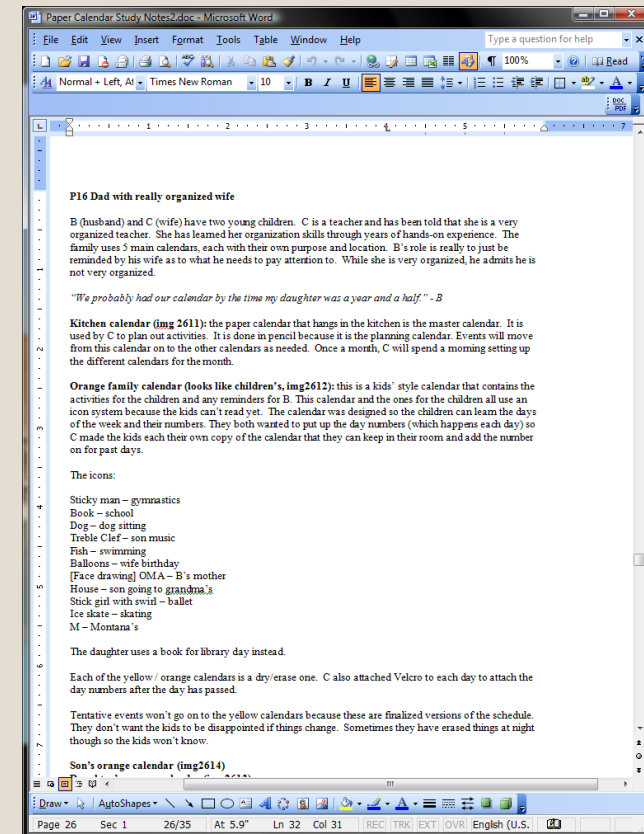 Paper Calendar Study Notes2.doc - Microsoft Word
File Edit View Insert Format Tools Table Window Help Type a question for help
100% Read
Normal + Left, At Times New Roman 10 B I U
DOC PDF
1 2 3 4 5 7
P16 Dad with really organized wife
B (husband) and C (wife) have two young children. C is a teacher and has been told that she is a very
organized teacher. She has learned her organization skills through years of hands-on experience. The
family uses 5 main calendars, each with their own purpose and location. B's role is really to just be
reminded by his wife as to what he needs to pay attention to. While she is very organized, he admits he is
not very organized.
"We probably had our calendar by the time my daughter was a year and a half." - B
Kitchen calendar (img 2611): the paper calendar that hangs in the kitchen is the master calendar. It is
used by C to plan out activities. It is done in pencil because it is the planning calendar. Events will move
from this calendar on to the other calendars as needed. Once a month, C will spend a morning setting up
the different calendars for the month.
Orange family calendar (looks like children's, img2612): this is a kids' style calendar that contains the
activities for the children and any reminders for B. This calendar and the ones for the children all use an
icon system because the kids can't read yet. The calendar was designed so the children can learn the days
of the week and their numbers. They both wanted to put up the day numbers (which happens each day) so
C made the kids each their own copy of the calendar that they can keep in their room and add the number
on for past days.
The icons:
Sticky man – gymnastics
Book – school
Dog – dog sitting
Treble Clef – son music
Fish – swimming
Balloons – wife birthday
[Face drawing] OMA – B's mother
House – son going to grandma's
Stick girl with swirl – ballet
Ice skate – skating
M – Montana's
The daughter uses a book for library day instead.
Each of the yellow / orange calendars is a dry/erase one. C also attached Velcro to each day to attach the
day numbers after the day has passed.
Tentative events won't go on to the yellow calendars because these are finalized versions of the schedule.
They don't want the kids to be disappointed if things change. Sometimes they have erased things at night
though so the kids won't know.
Son's orange calendar (img2614)
Draw AutoShapes
Page 26 Sec 1 26/35 At 5.9" Ln 32 Col 31 REC TRK EXT OVR English (U.S.